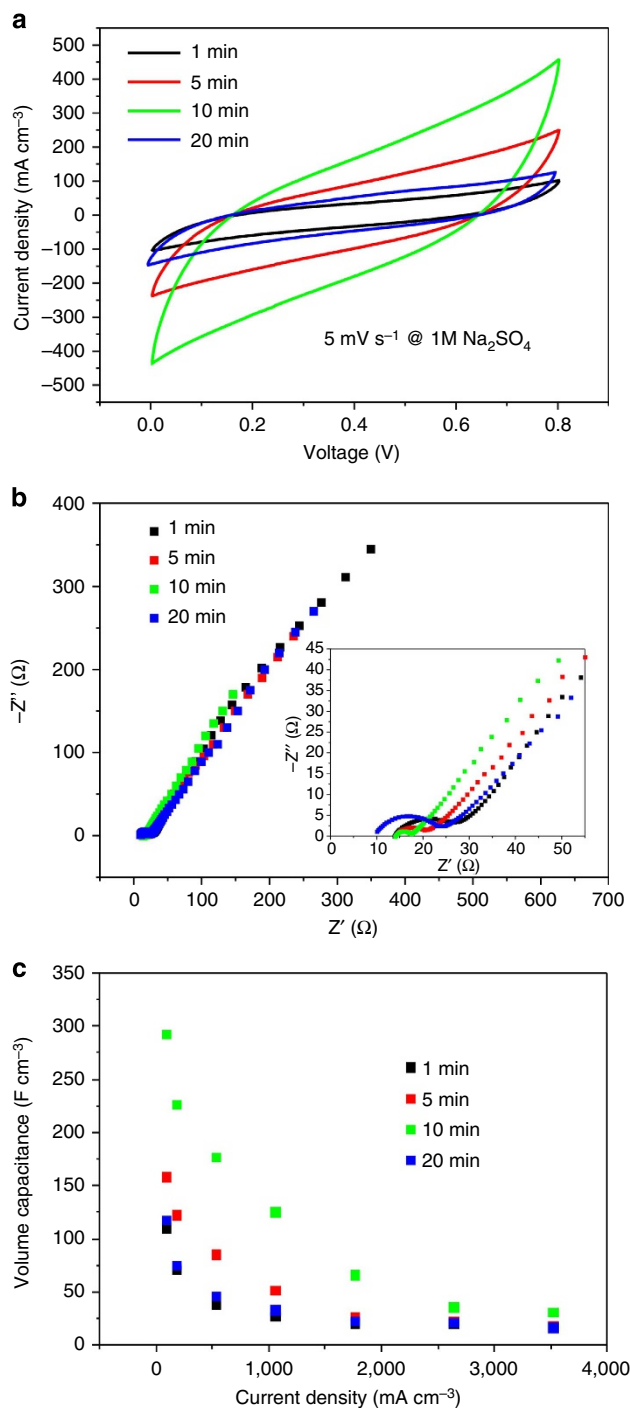 a
500
400
300
200
100
0
–100
–200
–300
–400
–500
Current density (mA cm⁻³)
1 min
5 min
10 min
20 min
5 mV s⁻¹ @ 1M Na₂SO₄
0.0 0.2 0.4 0.6 0.8
Voltage (V)
b
400
300
200
100
0
–Z″ (Ω)
1 min
5 min
10 min
20 min
45
40
35
30
25
20
15
10
5
0
–Z″ (Ω)
0 10 20 30 40 50
Z′ (Ω)
0 50 100 200 300 400 500 600 700
Z′ (Ω)
c
350
300
250
200
150
100
50
0
Volume capacitance (F cm⁻³)
1 min
5 min
10 min
20 min
0 1,000 2,000 3,000 4,000
Current density (mA cm⁻³)